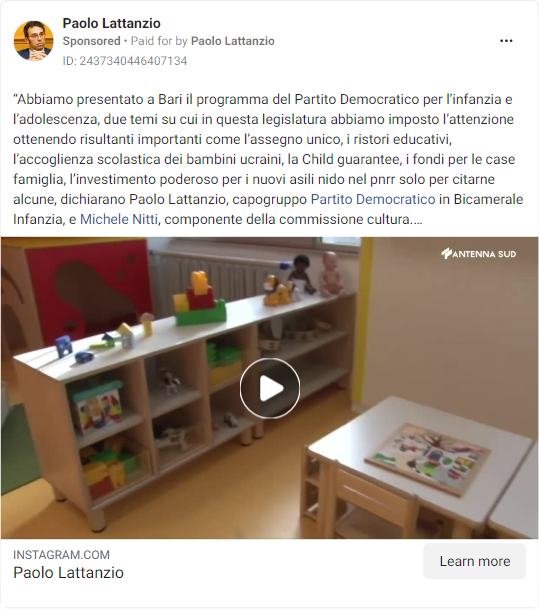 Paolo Lattanzio
Sponsored • Paid for by Paolo Lattanzio
ID: 2437340446407134
“Abbiamo presentato a Bari il programma del Partito Democratico per l’infanzia e
l’adolescenza, due temi su cui in questa legislatura abbiamo imposto l’attenzione
ottenendo risultanti importanti come l’assegno unico, i ristori educativi,
l’accoglienza scolastica dei bambini ucraini, la Child guarantee, i fondi per le case
famiglia, l’investimento poderoso per i nuovi asili nido nel pnrr solo per citarne
alcune, dichiarano Paolo Lattanzio, capogruppo Partito Democratico in Bicamerale
Infanzia, e Michele Nitti, componente della commissione cultura.…
ANTENNA SUD
INSTAGRAM.COM
Paolo Lattanzio
Learn more